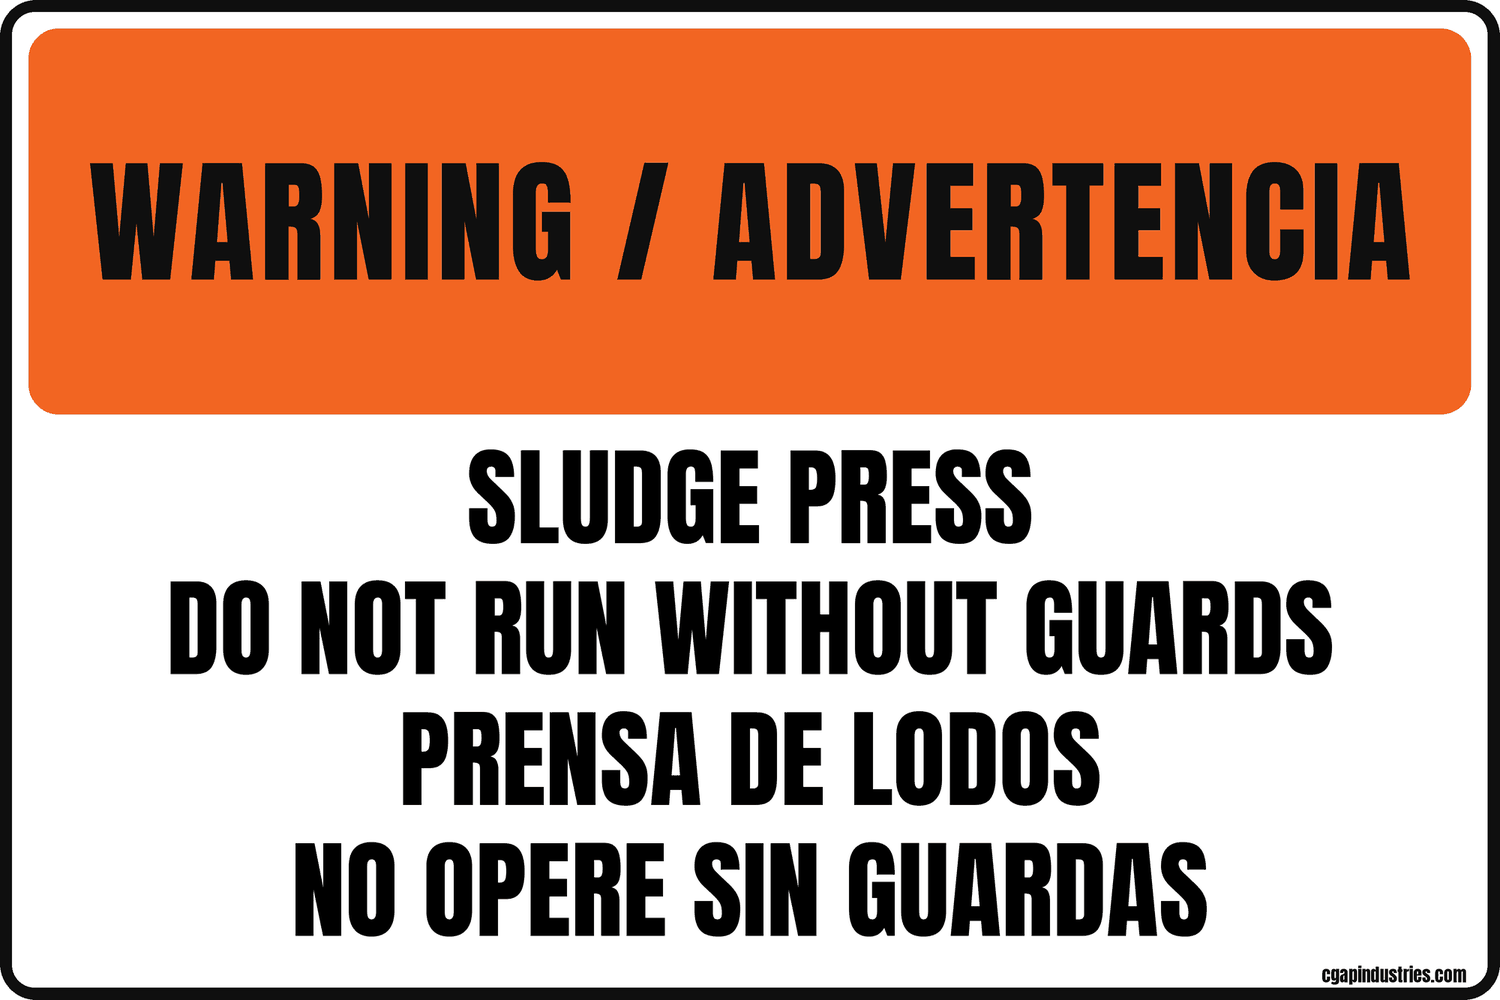 WARNING / ADVERTENCIA
SLUDGE PRESS
DO NOT RUN WITHOUT GUARDS
PRENSA DE LODOS
NO OPERE SIN GUARDAS
cgapindustries.com